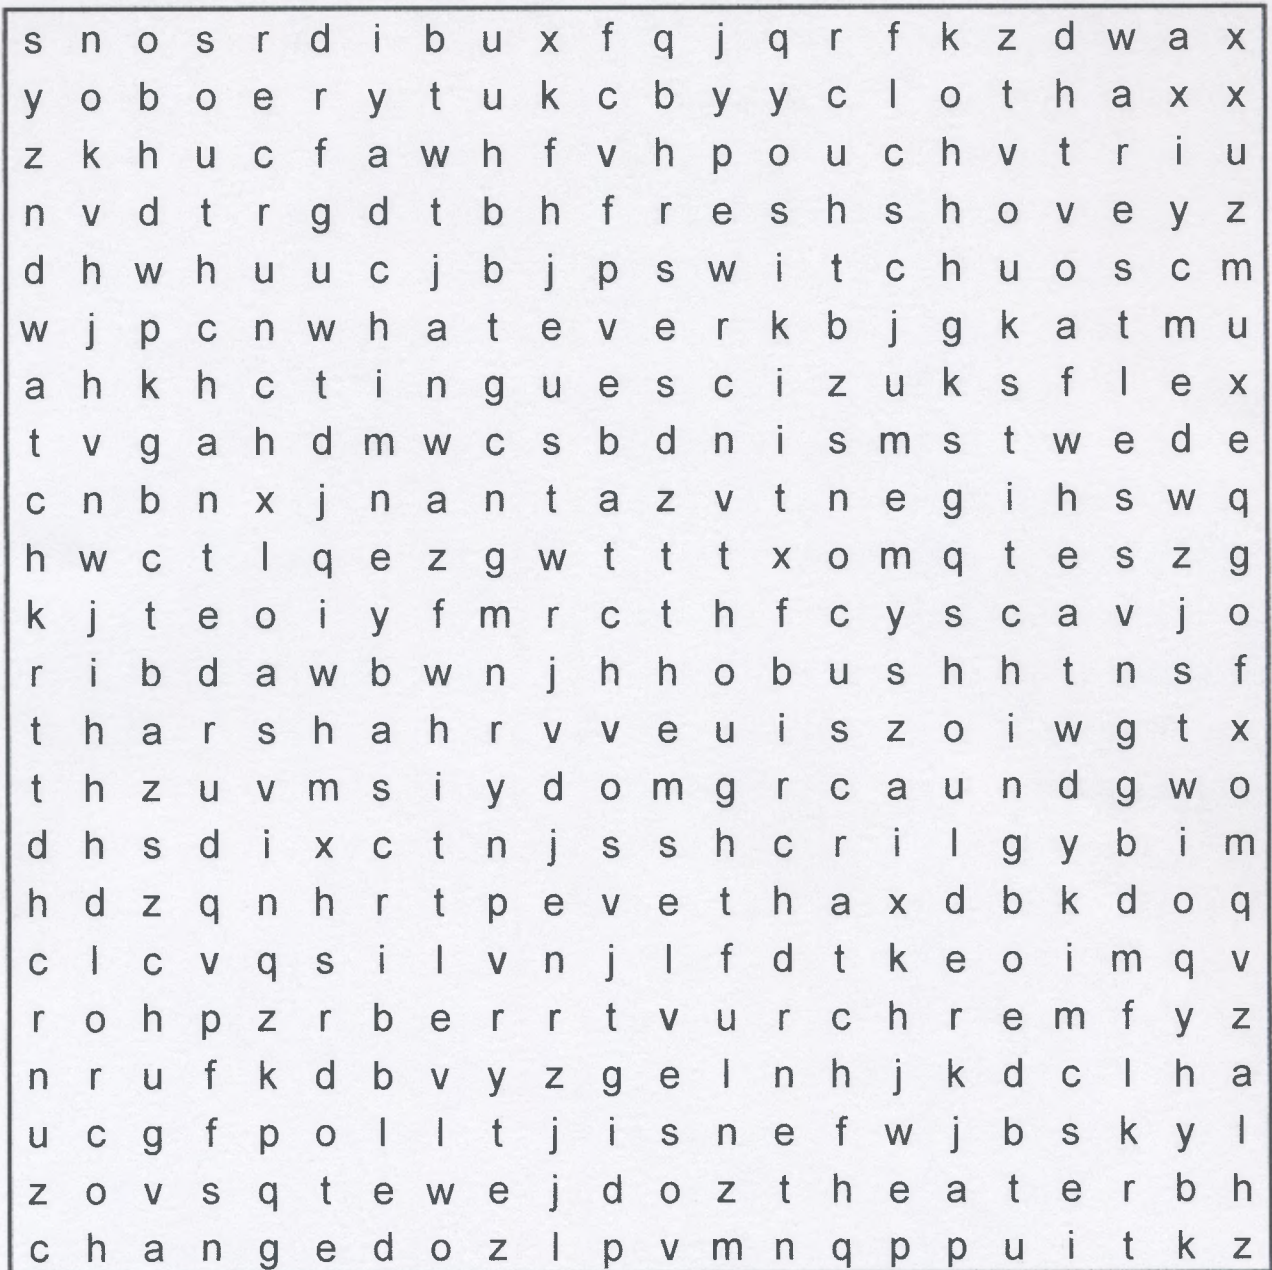 s n o s r d i b u x f q j q r f k z d w a x
y o b o e r y t u k c b y y c l o t h a x x
z k h u c f a w h f v h p o u c h v t r i u
n v d t r g d t b h f r e s h s h o v e y z
d h w h u u c j b j p s w i t c h u o s c m
w j p c n w h a t e v e r k b j g k a t m u
a h k h c t i n g u e s c i z u k s f l e x
t v g a h d m w c s b d n i s m s t w e d e
c n b n x j n a n t a z v t n e g i h s w q
h w c t l q e z g w t t t x o m q t e s z g
k j t e o i y f m r c t h f c y s c a v j o
r i b d a w b w n j h h o b u s h h t n s f
t h a r s h a h r v v e u i s z o i w g t x
t h z u v m s i y d o m g r c a u n d g w o
d h s d i x c t n j s s h c r i l g y b i m
h d z q n h r t p e v e t h a x d b k d o q
c l c v q s i l v n j l f d t k e o i m q v
r o h p z r b e r r t v u r c h r e m f y z
n r u f k d b v y z g e l n h j k d c l h a
u c g f p o l l t j i s n e f w j b s k y l
z o v s q t e w e j d o z t h e a t e r b h
c h a n g e d o z l p v m n q p p u i t k z